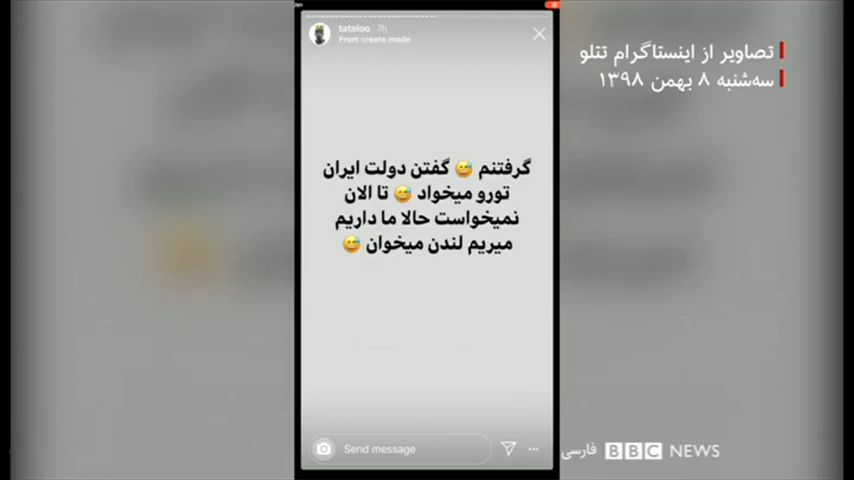 tataloo 7h
From create mode
تصاویر از اینستاگرام تتلو
سه‌شنبه ۸ بهمن ۱۳۹۸
گرفتنم 😅 گفتن دولت ایران
تورو میخواد 😅 تا الان
نمیخواست حالا ما داریم
میریم لندن میخوان 😅
Send message
BBC NEWS فارسی